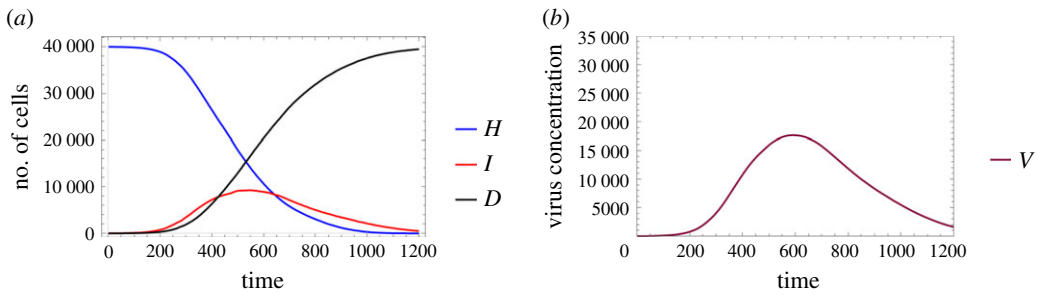 (a)
40 000
30 000
20 000
10 000
0
no. of cells
0 200 400 600 800 1000 1200
time
H
I
D
(b)
35 000
30 000
25 000
20 000
15 000
10 000
5000
0
virus concentration
0 200 400 600 800 1000 1200
time
V